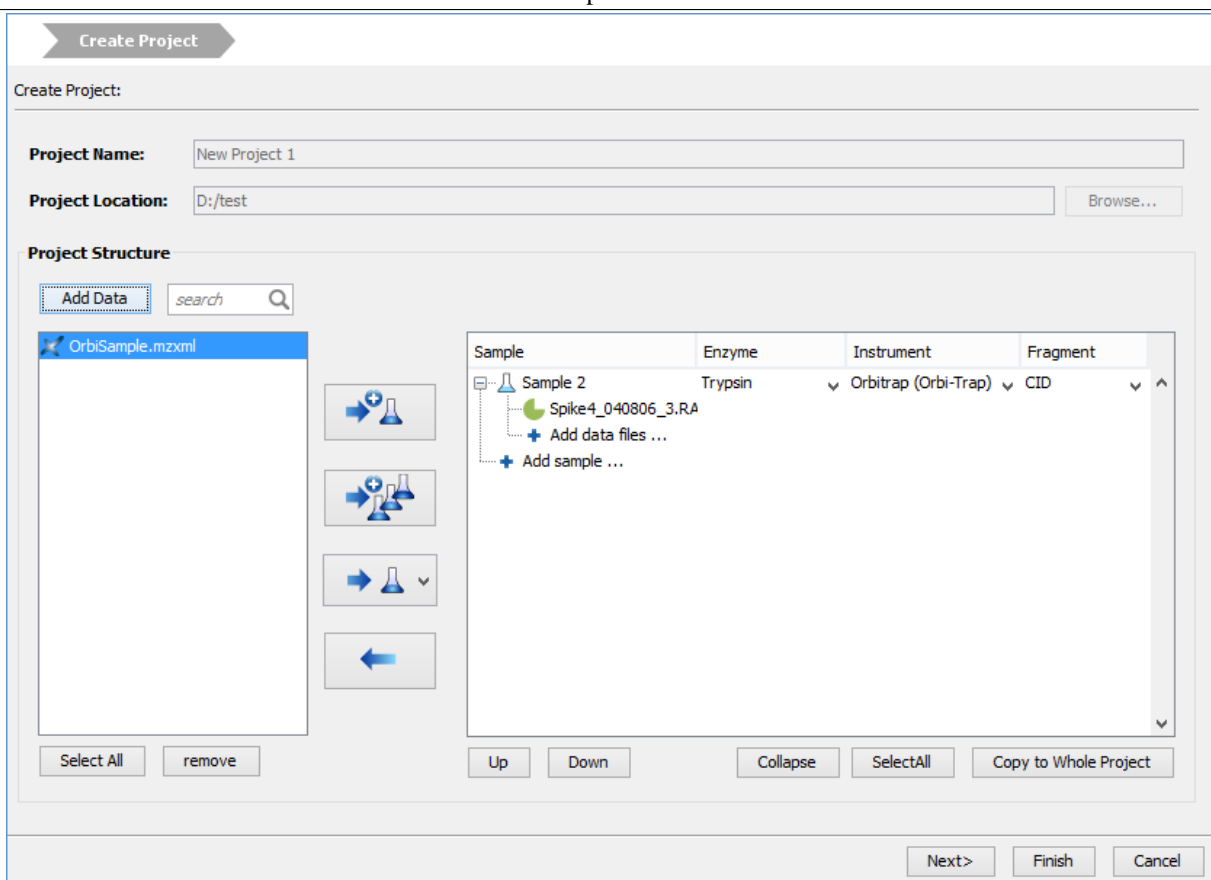 Create Project
Create Project:
Project Name: New Project 1
Project Location: D:/test Browse...
Project Structure
Add Data search
OrbiSample.mzxml
Sample Enzyme Instrument Fragment
Sample 2 Trypsin Orbitrap (Orbi-Trap) CID
Spike4_040806_3.RA
Add data files ...
Add sample ...
Select All remove Up Down Collapse SelectAll Copy to Whole Project
Next> Finish Cancel